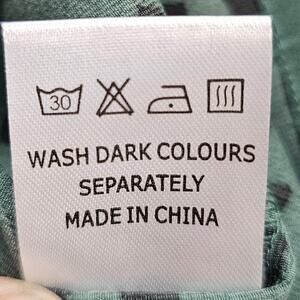 30
WASH DARK COLOURS
SEPARATELY
MADE IN CHINA